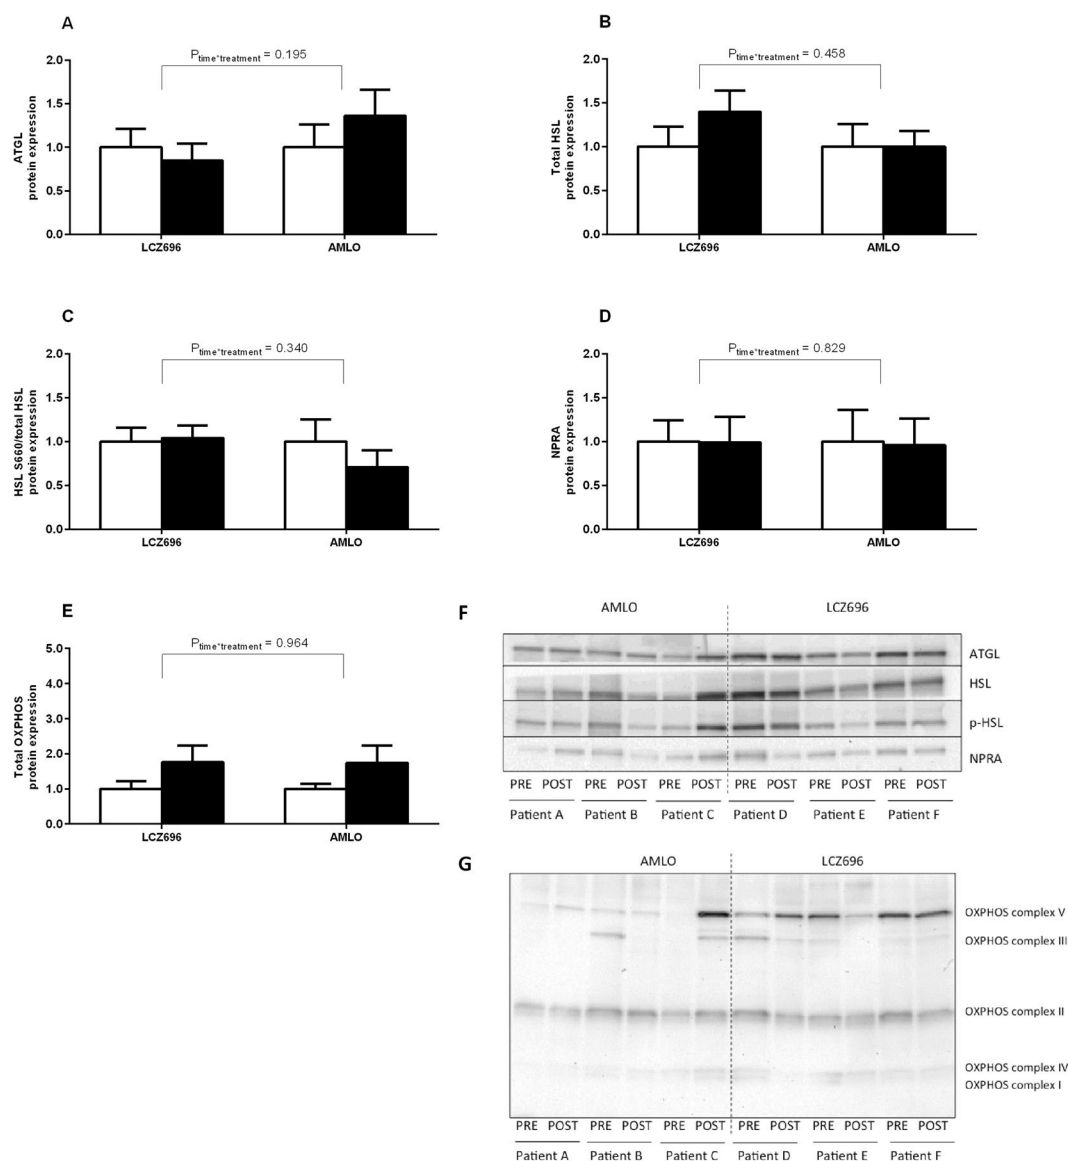 A
P time*treatment = 0.195
ATGL
protein expression
2.0
1.5
1.0
0.5
0.0
LCZ696 AMLO
B
P time*treatment = 0.458
Total HSL
protein expression
2.0
1.5
1.0
0.5
0.0
LCZ696 AMLO
C
P time*treatment = 0.340
HSL S660/total HSL
protein expression
2.0
1.5
1.0
0.5
0.0
LCZ696 AMLO
D
P time*treatment = 0.829
NPRA
protein expression
2.0
1.5
1.0
0.5
0.0
LCZ696 AMLO
E
P time*treatment = 0.964
Total OXPHOS
protein expression
5.0
4.0
3.0
2.0
1.0
0.0
LCZ696 AMLO
F
AMLO LCZ696
ATGL
HSL
p-HSL
NPRA
PRE POST PRE POST PRE POST PRE POST PRE POST PRE POST
Patient A Patient B Patient C Patient D Patient E Patient F
G
AMLO LCZ696
OXPHOS complex V
OXPHOS complex III
OXPHOS complex II
OXPHOS complex IV
OXPHOS complex I
PRE POST PRE POST PRE POST PRE POST PRE POST PRE POST
Patient A Patient B Patient C Patient D Patient E Patient F